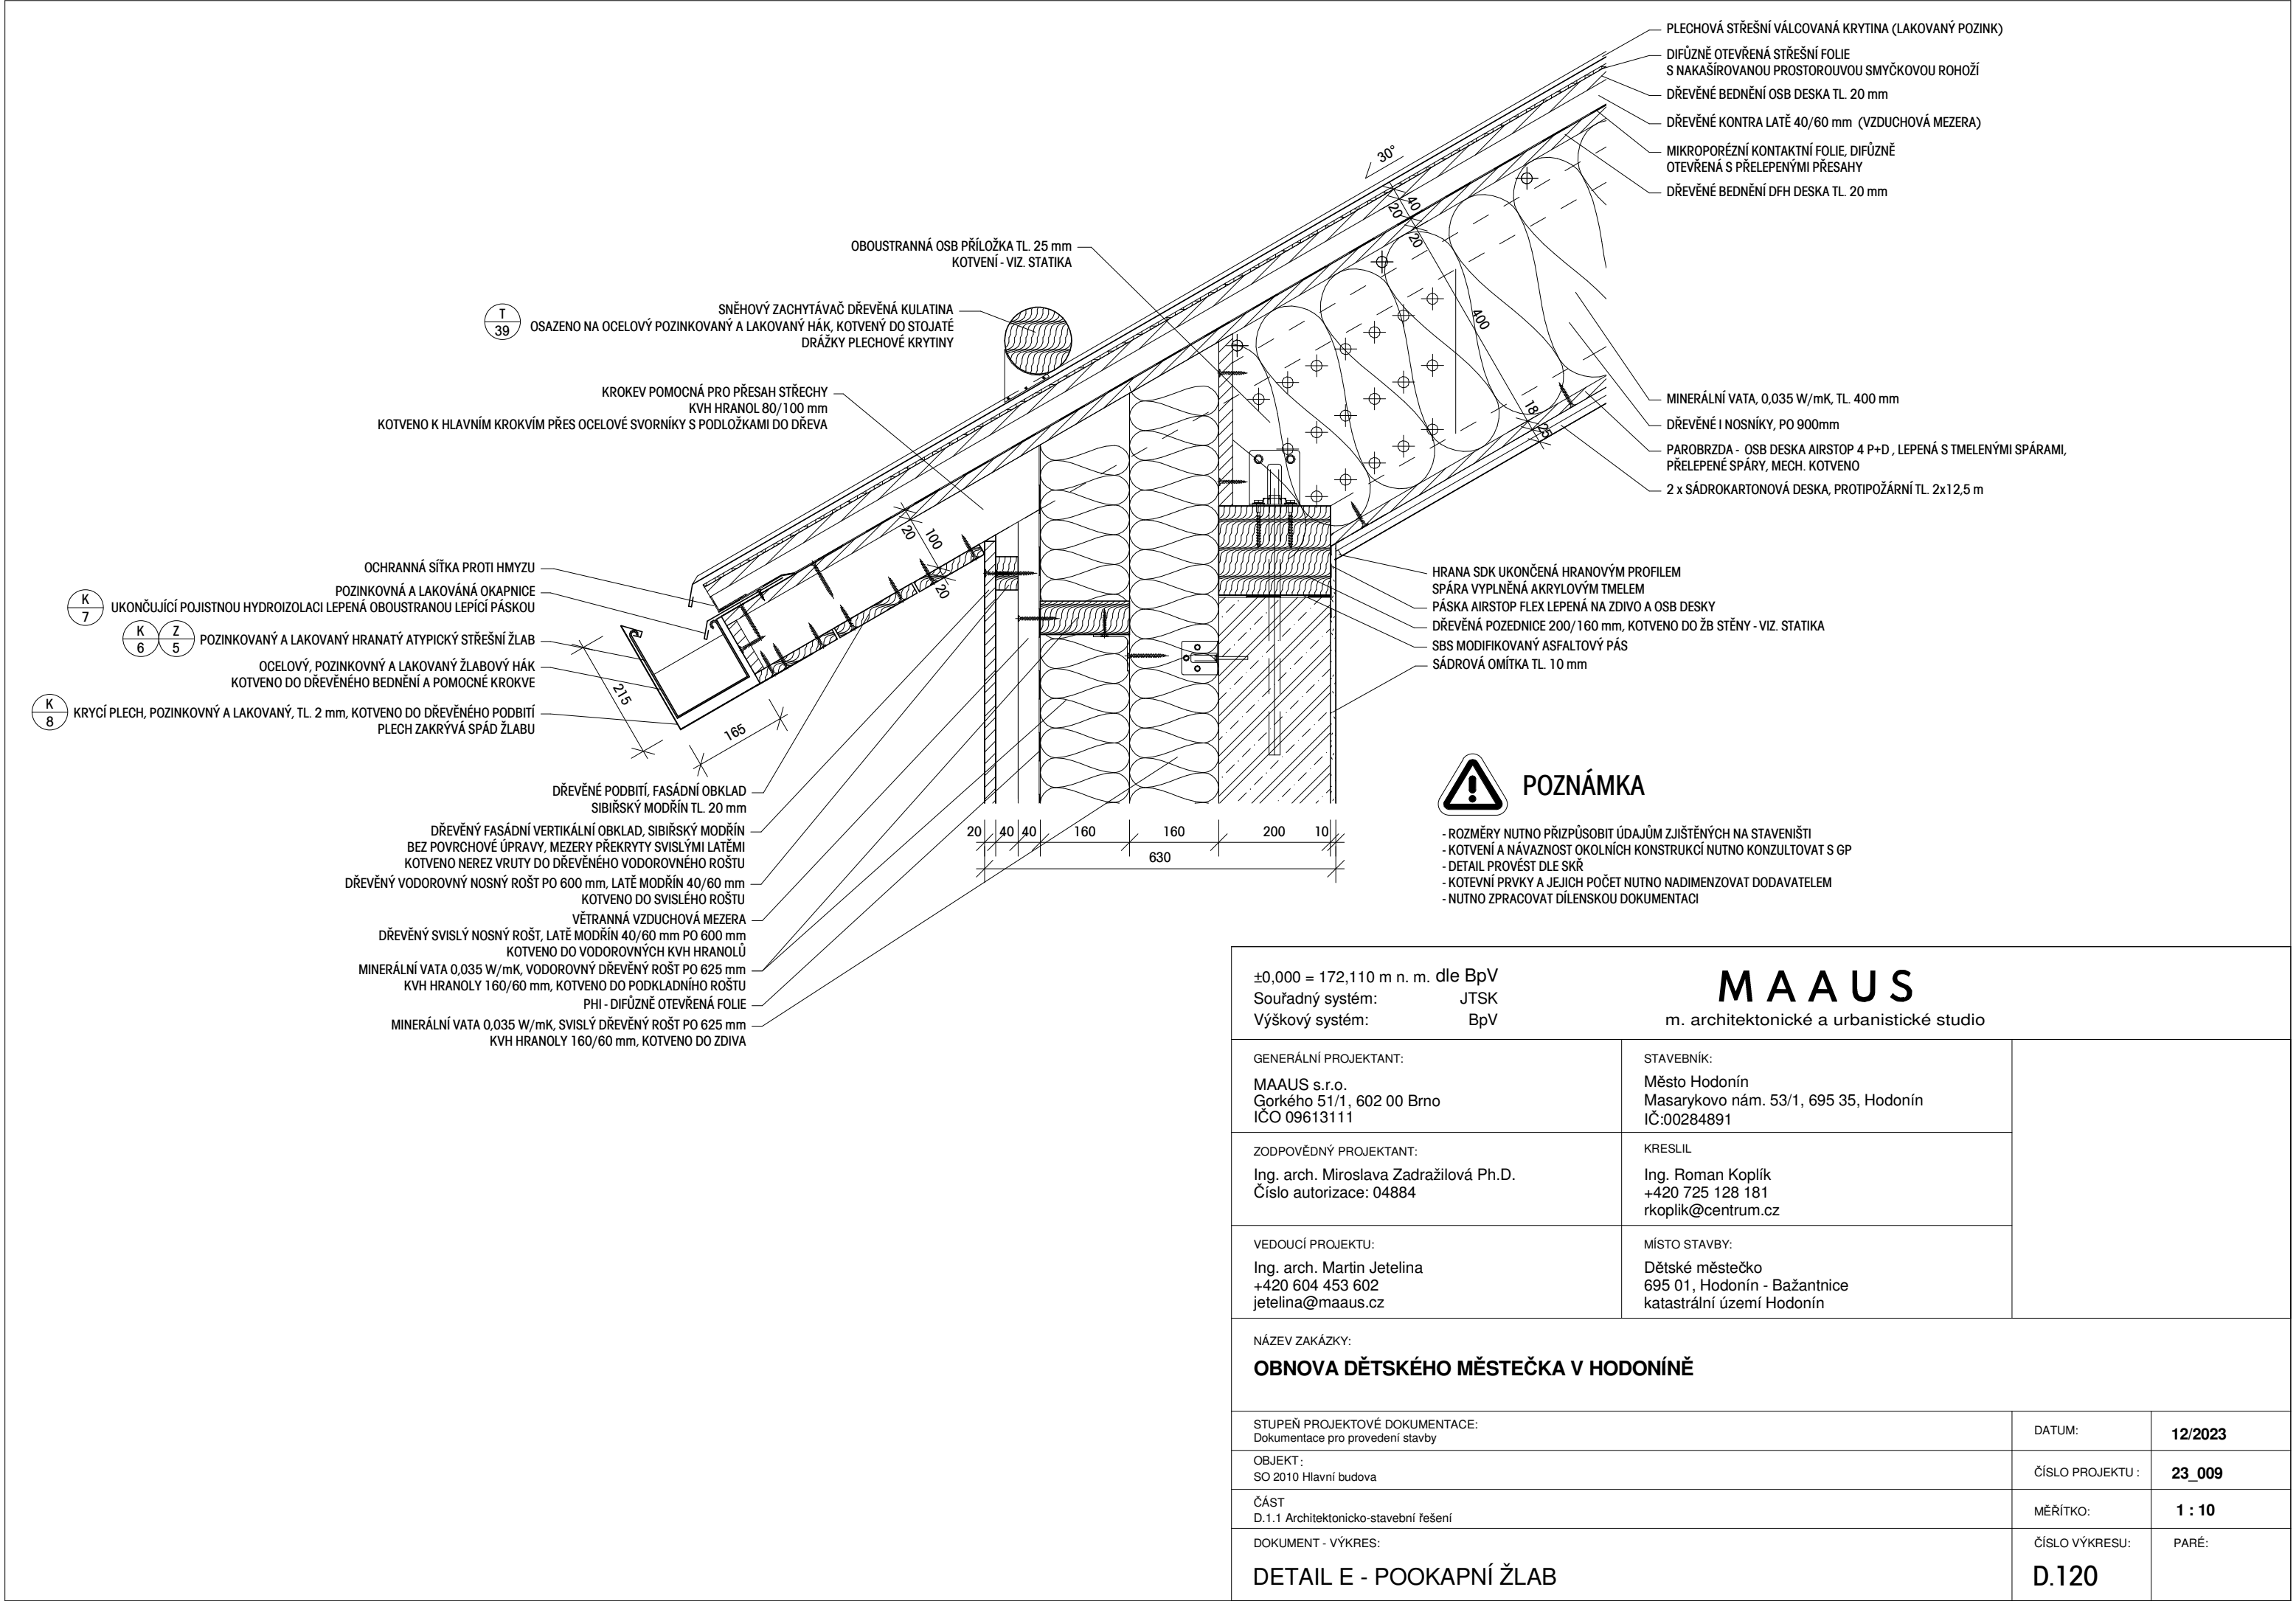 PLECHOVÁ STŘEŠNÍ VÁLCOVANÁ KRYTINA (LAKOVANÝ POZINK)
DIFŮZNĚ OTEVŘENÁ STŘEŠNÍ FOLIE
S NAKAŠÍROVANOU PROSTOROUVOU SMYČKOVOU ROHOŽÍ
DŘEVĚNÉ BEDNĚNÍ OSB DESKA TL. 20 mm
DŘEVĚNÉ KONTRA LATĚ 40/60 mm (VZDUCHOVÁ MEZERA)
MIKROPORÉZNÍ KONTAKTNÍ FOLIE, DIFŮZNĚ
OTEVŘENÁ S PŘELEPENÝMI PŘESAHY
DŘEVĚNÉ BEDNĚNÍ DFH DESKA TL. 20 mm
30°
40
20
20
400
18
25
OBOUSTRANNÁ OSB PŘÍLOŽKA TL. 25 mm
KOTVENÍ - VIZ. STATIKA
T
39
SNĚHOVÝ ZACHYTÁVAČ DŘEVĚNÁ KULATINA
OSAZENO NA OCELOVÝ POZINKOVANÝ A LAKOVANÝ HÁK, KOTVENÝ DO STOJATÉ
DRÁŽKY PLECHOVÉ KRYTINY
KROKEV POMOCNÁ PRO PŘESAH STŘECHY
KVH HRANOL 80/100 mm
KOTVENO K HLAVNÍM KROKVÍM PŘES OCELOVÉ SVORNÍKY S PODLOŽKAMI DO DŘEVA
MINERÁLNÍ VATA, 0,035 W/mK, TL. 400 mm
DŘEVĚNÉ I NOSNÍKY, PO 900mm
PAROBRZDA - OSB DESKA AIRSTOP 4 P+D , LEPENÁ S TMELENÝMI SPÁRAMI,
PŘELEPENÉ SPÁRY, MECH. KOTVENO
2 x SÁDROKARTONOVÁ DESKA, PROTIPOŽÁRNÍ TL. 2x12,5 m
20
100
20
OCHRANNÁ SÍŤKA PROTI HMYZU
K
7
POZINKOVNÁ A LAKOVÁNÁ OKAPNICE
UKONČUJÍCÍ POJISTNOU HYDROIZOLACI LEPENÁ OBOUSTRANOU LEPÍCÍ PÁSKOU
K
6
Z
5
POZINKOVANÝ A LAKOVANÝ HRANATÝ ATYPICKÝ STŘEŠNÍ ŽLAB
OCELOVÝ, POZINKOVNÝ A LAKOVANÝ ŽLABOVÝ HÁK
KOTVENO DO DŘEVĚNÉHO BEDNĚNÍ A POMOCNÉ KROKVE
K
8
KRYCÍ PLECH, POZINKOVNÝ A LAKOVANÝ, TL. 2 mm, KOTVENO DO DŘEVĚNÉHO PODBITÍ
PLECH ZAKRÝVÁ SPÁD ŽLABU
215
165
HRANA SDK UKONČENÁ HRANOVÝM PROFILEM
SPÁRA VYPLNĚNÁ AKRYLOVÝM TMELEM
PÁSKA AIRSTOP FLEX LEPENÁ NA ZDIVO A OSB DESKY
DŘEVĚNÁ POZEDNICE 200/160 mm, KOTVENO DO ŽB STĚNY - VIZ. STATIKA
SBS MODIFIKOVANÝ ASFALTOVÝ PÁS
SÁDROVÁ OMÍTKA TL. 10 mm
DŘEVĚNÉ PODBITÍ, FASÁDNÍ OBKLAD
SIBIŘSKÝ MODŘÍN TL. 20 mm
DŘEVĚNÝ FASÁDNÍ VERTIKÁLNÍ OBKLAD, SIBIŘSKÝ MODŘÍN
BEZ POVRCHOVÉ ÚPRAVY, MEZERY PŘEKRYTY SVISLÝMI LATĚMI
KOTVENO NEREZ VRUTY DO DŘEVĚNÉHO VODOROVNÉHO ROŠTU
DŘEVĚNÝ VODOROVNÝ NOSNÝ ROŠT PO 600 mm, LATĚ MODŘÍN 40/60 mm
KOTVENO DO SVISLÉHO ROŠTU
VĚTRANNÁ VZDUCHOVÁ MEZERA
DŘEVĚNÝ SVISLÝ NOSNÝ ROŠT, LATĚ MODŘÍN 40/60 mm PO 600 mm
KOTVENO DO VODOROVNÝCH KVH HRANOLŮ
MINERÁLNÍ VATA 0,035 W/mK, VODOROVNÝ DŘEVĚNÝ ROŠT PO 625 mm
KVH HRANOLY 160/60 mm, KOTVENO DO PODKLADNÍHO ROŠTU
PHI - DIFŮZNĚ OTEVŘENÁ FOLIE
MINERÁLNÍ VATA 0,035 W/mK, SVISLÝ DŘEVĚNÝ ROŠT PO 625 mm
KVH HRANOLY 160/60 mm, KOTVENO DO ZDIVA
20 40 40 160 160 200 10
630
POZNÁMKA
- ROZMĚRY NUTNO PŘIZPŮSOBIT ÚDAJŮM ZJIŠTĚNÝCH NA STAVENIŠTI
- KOTVENÍ A NÁVAZNOST OKOLNÍCH KONSTRUKCÍ NUTNO KONZULTOVAT S GP
- DETAIL PROVÉST DLE SKŘ
- KOTEVNÍ PRVKY A JEJICH POČET NUTNO NADIMENZOVAT DODAVATELEM
- NUTNO ZPRACOVAT DÍLENSKOU DOKUMENTACI
±0,000 = 172,110 m n. m. dle BpV
Souřadný systém: JTSK
Výškový systém: BpV
MAAUS
m. architektonické a urbanistické studio
GENERÁLNÍ PROJEKTANT:
MAAUS s.r.o.
Gorkého 51/1, 602 00 Brno
IČO 09613111
STAVEBNÍK:
Město Hodonín
Masarykovo nám. 53/1, 695 35, Hodonín
IČ:00284891
ZODPOVĚDNÝ PROJEKTANT:
Ing. arch. Miroslava Zadražilová Ph.D.
Číslo autorizace: 04884
KRESLIL
Ing. Roman Koplík
+420 725 128 181
rkoplik@centrum.cz
VEDOUCÍ PROJEKTU:
Ing. arch. Martin Jetelina
+420 604 453 602
jetelina@maaus.cz
MÍSTO STAVBY:
Dětské městečko
695 01, Hodonín - Bažantnice
katastrální území Hodonín
NÁZEV ZAKÁZKY:
OBNOVA DĚTSKÉHO MĚSTEČKA V HODONÍNĚ
STUPEŇ PROJEKTOVÉ DOKUMENTACE:
Dokumentace pro provedení stavby
DATUM: 12/2023
OBJEKT :
SO 2010 Hlavní budova
ČÍSLO PROJEKTU : 23_009
ČÁST
D.1.1 Architektonicko-stavební řešení
MĚŘÍTKO: 1 : 10
DOKUMENT - VÝKRES:
DETAIL E - POOKAPNÍ ŽLAB
ČÍSLO VÝKRESU:
D.120
PARÉ: